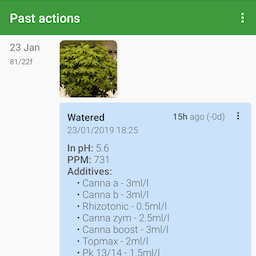 Past actions
23 Jan
81/22f
Watered 15h ago (-0d)
23/01/2019 18:25
In pH: 5.6
PPM: 731
Additives:
• Canna a - 3ml/l
• Canna b - 3ml/l
• Rhizotonic - 0.5ml/l
• Canna zym - 2.5ml/l
• Canna boost - 3ml/l
• Topmax - 2ml/l
• Pk 13/14 - 1.5ml/l